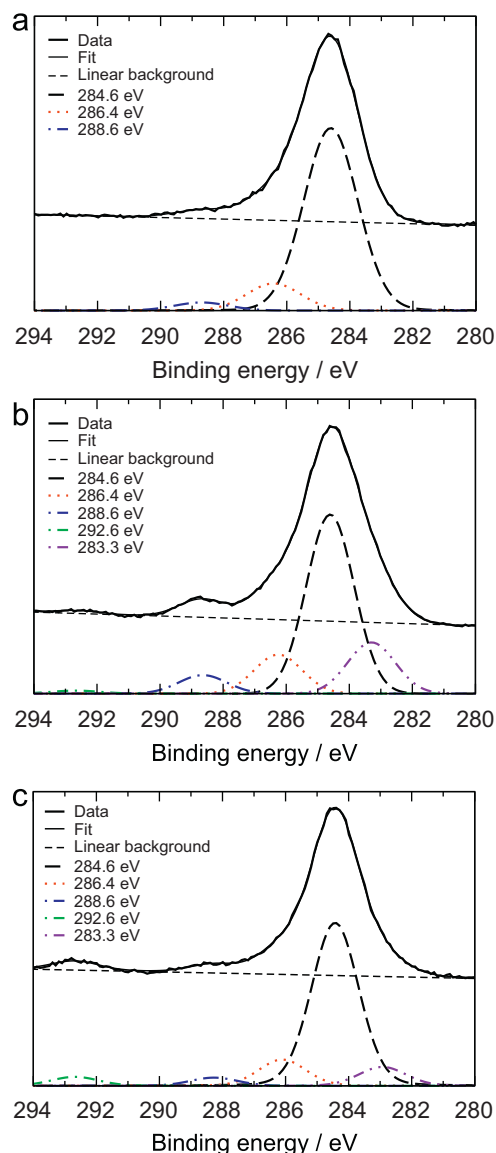 a
Data
Fit
Linear background
284.6 eV
286.4 eV
288.6 eV
294 292 290 288 286 284 282 280
Binding energy / eV
b
Data
Fit
Linear background
284.6 eV
286.4 eV
288.6 eV
292.6 eV
283.3 eV
294 292 290 288 286 284 282 280
Binding energy / eV
c
Data
Fit
Linear background
284.6 eV
286.4 eV
288.6 eV
292.6 eV
283.3 eV
294 292 290 288 286 284 282 280
Binding energy / eV